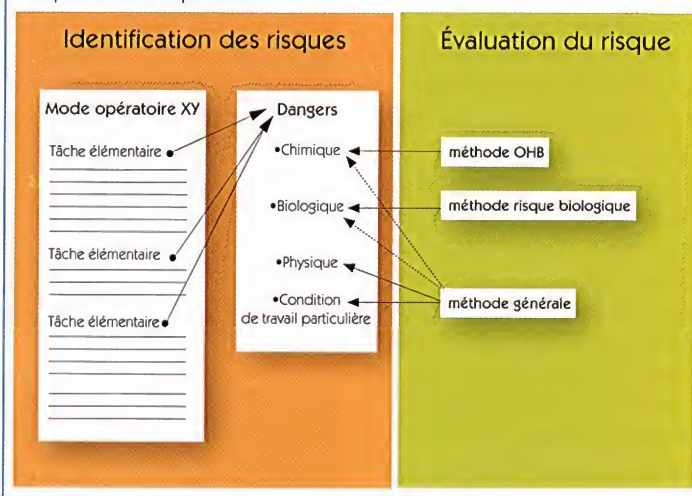 Identification des risques
Mode opératoire XY
Tâche élémentaire
Tâche élémentaire
Tâche élémentaire
Dangers
•Chimique
•Biologique
•Physique
•Condition
de travail particulière
Évaluation du risque
méthode OHB
méthode risque biologique
méthode générale